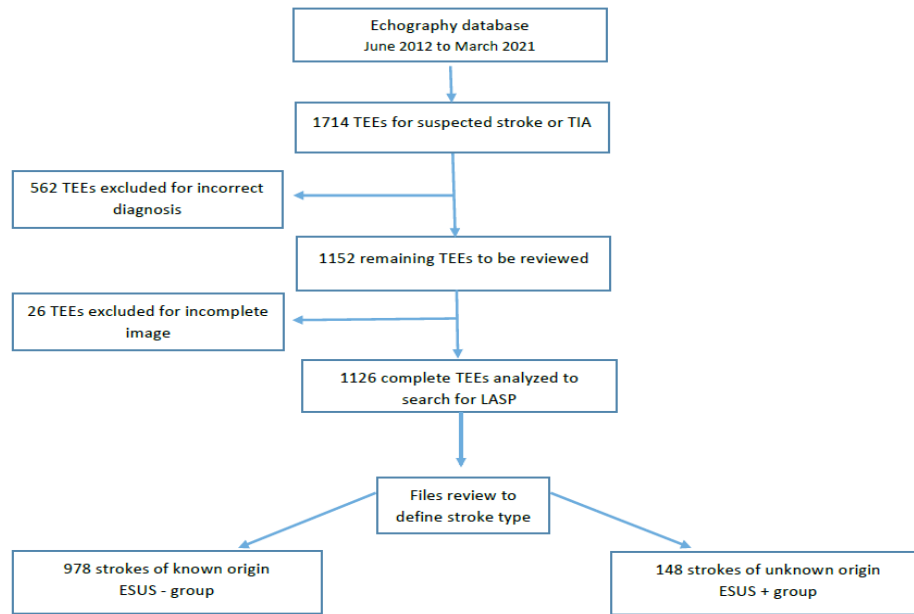 Echography database
June 2012 to March 2021
1714 TEEs for suspected stroke or TIA
562 TEEs excluded for incorrect
diagnosis
1152 remaining TEEs to be reviewed
26 TEEs excluded for incomplete
image
1126 complete TEEs analyzed to
search for LASP
Files review to
define stroke type
978 strokes of known origin
ESUS - group
148 strokes of unknown origin
ESUS + group